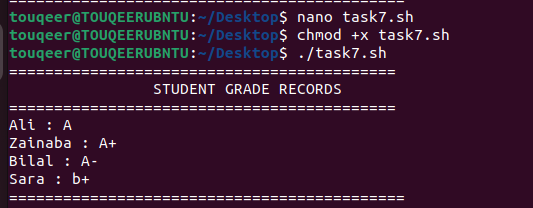 ============================================
touqeer@TOUQEERUBNTU:~/Desktop$ nano task7.sh
touqeer@TOUQEERUBNTU:~/Desktop$ chmod +x task7.sh
touqeer@TOUQEERUBNTU:~/Desktop$ ./task7.sh
===========================================
STUDENT GRADE RECORDS
===========================================
Ali : A
Zainaba : A+
Bilal : A-
Sara : b+
============================================